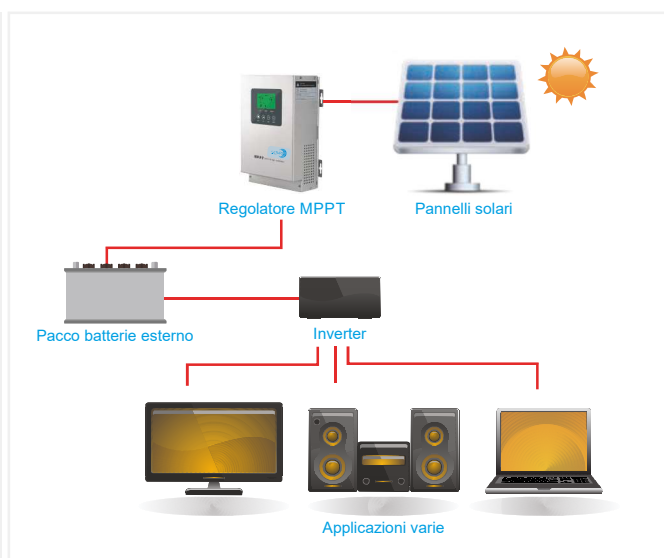 Regolatore MPPT
Pannelli solari
Pacco batterie esterno
Inverter
Applicazioni varie